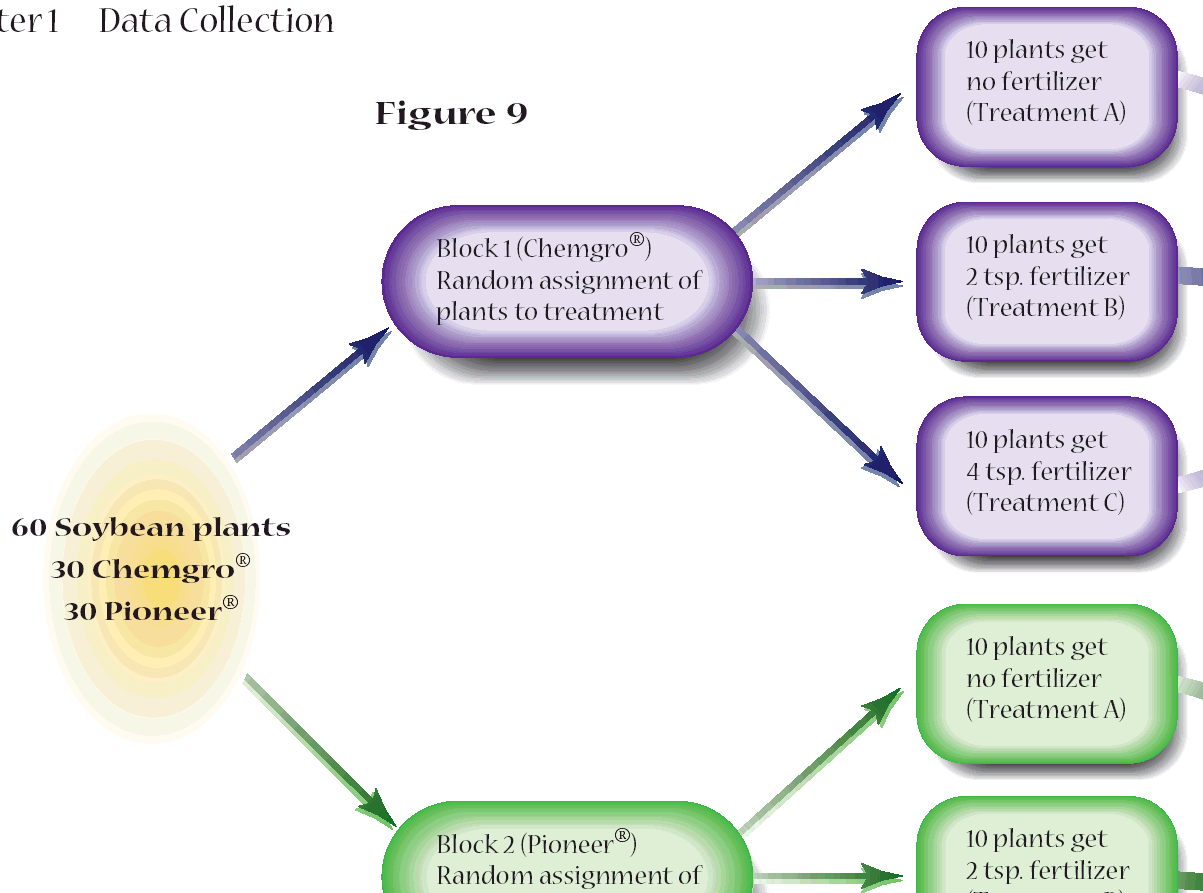 ter 1 Data Collection
Figure 9
60 Soybean plants
30 Chemgro®
30 Pioneer®
Block 1 (Chemgro®)
Random assignment of
plants to treatment
10 plants get
no fertilizer
(Treatment A)
10 plants get
2 tsp. fertilizer
(Treatment B)
10 plants get
4 tsp. fertilizer
(Treatment C)
Block 2 (Pioneer®)
Random assignment of
10 plants get
no fertilizer
(Treatment A)
10 plants get
2 tsp. fertilizer